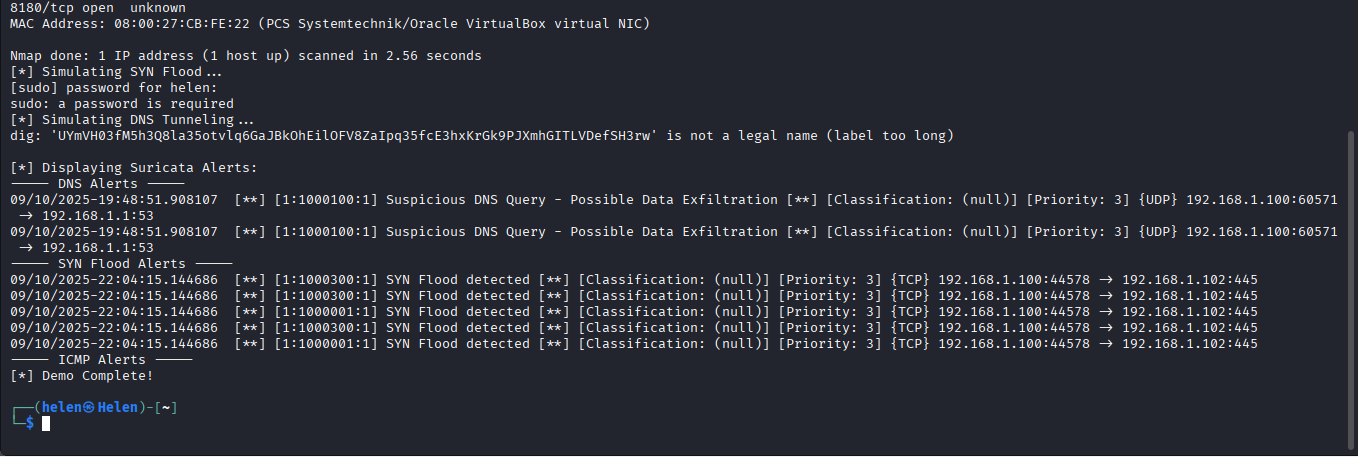 8180/tcp open  unknown
MAC Address: 08:00:27:CB:FE:22 (PCS Systemtechnik/Oracle VirtualBox virtual NIC)
Nmap done: 1 IP address (1 host up) scanned in 2.56 seconds
[*] Simulating SYN Flood...
[sudo] password for helen:
sudo: a password is required
[*] Simulating DNS Tunneling...
dig: 'UYmVH03fM5h3Q8la35otvlq6GaJBkOhEilOFV8ZaIpq35fcE3hxKrGk9PJXmhGITLVDefSH3rw' is not a legal name (label too long)
[*] Displaying Suricata Alerts:
----- DNS Alerts -----
09/10/2025-19:48:51.908107  [**] [1:1000100:1] Suspicious DNS Query - Possible Data Exfiltration [**] [Classification: (null)] [Priority: 3] {UDP} 192.168.1.100:60571
-> 192.168.1.1:53
09/10/2025-19:48:51.908107  [**] [1:1000100:1] Suspicious DNS Query - Possible Data Exfiltration [**] [Classification: (null)] [Priority: 3] {UDP} 192.168.1.100:60571
-> 192.168.1.1:53
----- SYN Flood Alerts -----
09/10/2025-22:04:15.144686  [**] [1:1000300:1] SYN Flood detected [**] [Classification: (null)] [Priority: 3] {TCP} 192.168.1.100:44578 -> 192.168.1.102:445
09/10/2025-22:04:15.144686  [**] [1:1000300:1] SYN Flood detected [**] [Classification: (null)] [Priority: 3] {TCP} 192.168.1.100:44578 -> 192.168.1.102:445
09/10/2025-22:04:15.144686  [**] [1:1000001:1] SYN Flood detected [**] [Classification: (null)] [Priority: 3] {TCP} 192.168.1.100:44578 -> 192.168.1.102:445
09/10/2025-22:04:15.144686  [**] [1:1000300:1] SYN Flood detected [**] [Classification: (null)] [Priority: 3] {TCP} 192.168.1.100:44578 -> 192.168.1.102:445
09/10/2025-22:04:15.144686  [**] [1:1000001:1] SYN Flood detected [**] [Classification: (null)] [Priority: 3] {TCP} 192.168.1.100:44578 -> 192.168.1.102:445
----- ICMP Alerts -----
[*] Demo Complete!
┌──(helen㉿Helen)-[~]
└─$